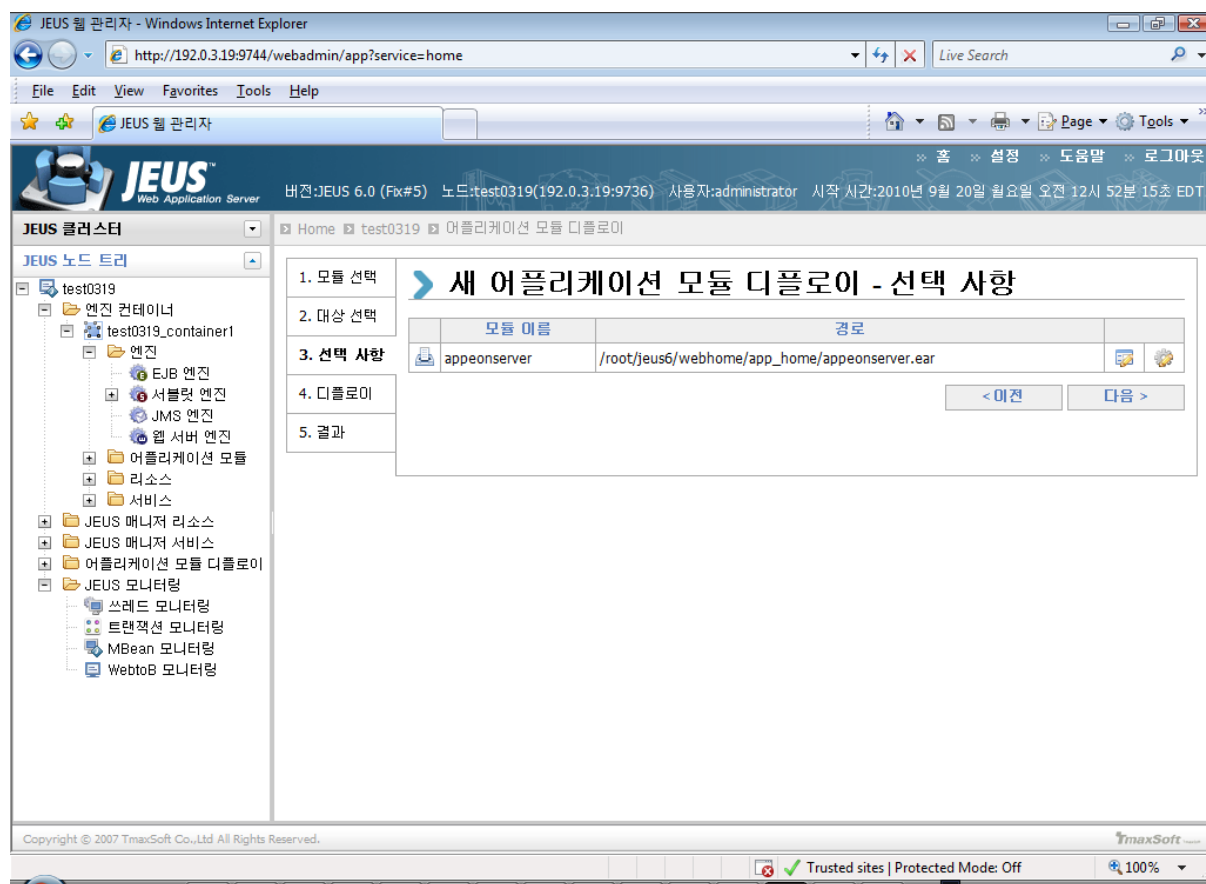 JEUS 웹 관리자 - Windows Internet Explorer
http://192.0.3.19:9744/webadmin/app?service=home
Live Search
File Edit View Favorites Tools Help
JEUS 웹 관리자
Page Tools
홈 설정 도움말 로그아웃
JEUS™
Web Application Server
버전:JEUS 6.0 (Fix#5) 노드:test0319(192.0.3.19:9736) 사용자:administrator 시작 시간:2010년 9월 20일 월요일 오전 12시 52분 15초 EDT
JEUS 클러스터
Home test0319 어플리케이션 모듈 디플로이
JEUS 노드 트리
test0319
엔진 컨테이너
test0319_container1
엔진
EJB 엔진
서블릿 엔진
JMS 엔진
웹 서버 엔진
어플리케이션 모듈
리소스
서비스
JEUS 매니저 리소스
JEUS 매니저 서비스
어플리케이션 모듈 디플로이
JEUS 모니터링
쓰레드 모니터링
트랜잭션 모니터링
MBean 모니터링
WebtoB 모니터링
1. 모듈 선택
2. 대상 선택
3. 선택 사항
4. 디플로이
5. 결과
새 어플리케이션 모듈 디플로이 - 선택 사항
모듈 이름 경로
appeonserver /root/jeus6/webhome/app_home/appeonserver.ear
< 이전 다음 >
Copyright © 2007 TmaxSoft Co.,Ltd All Rights Reserved.
TmaxSoft
Trusted sites | Protected Mode: Off
100%